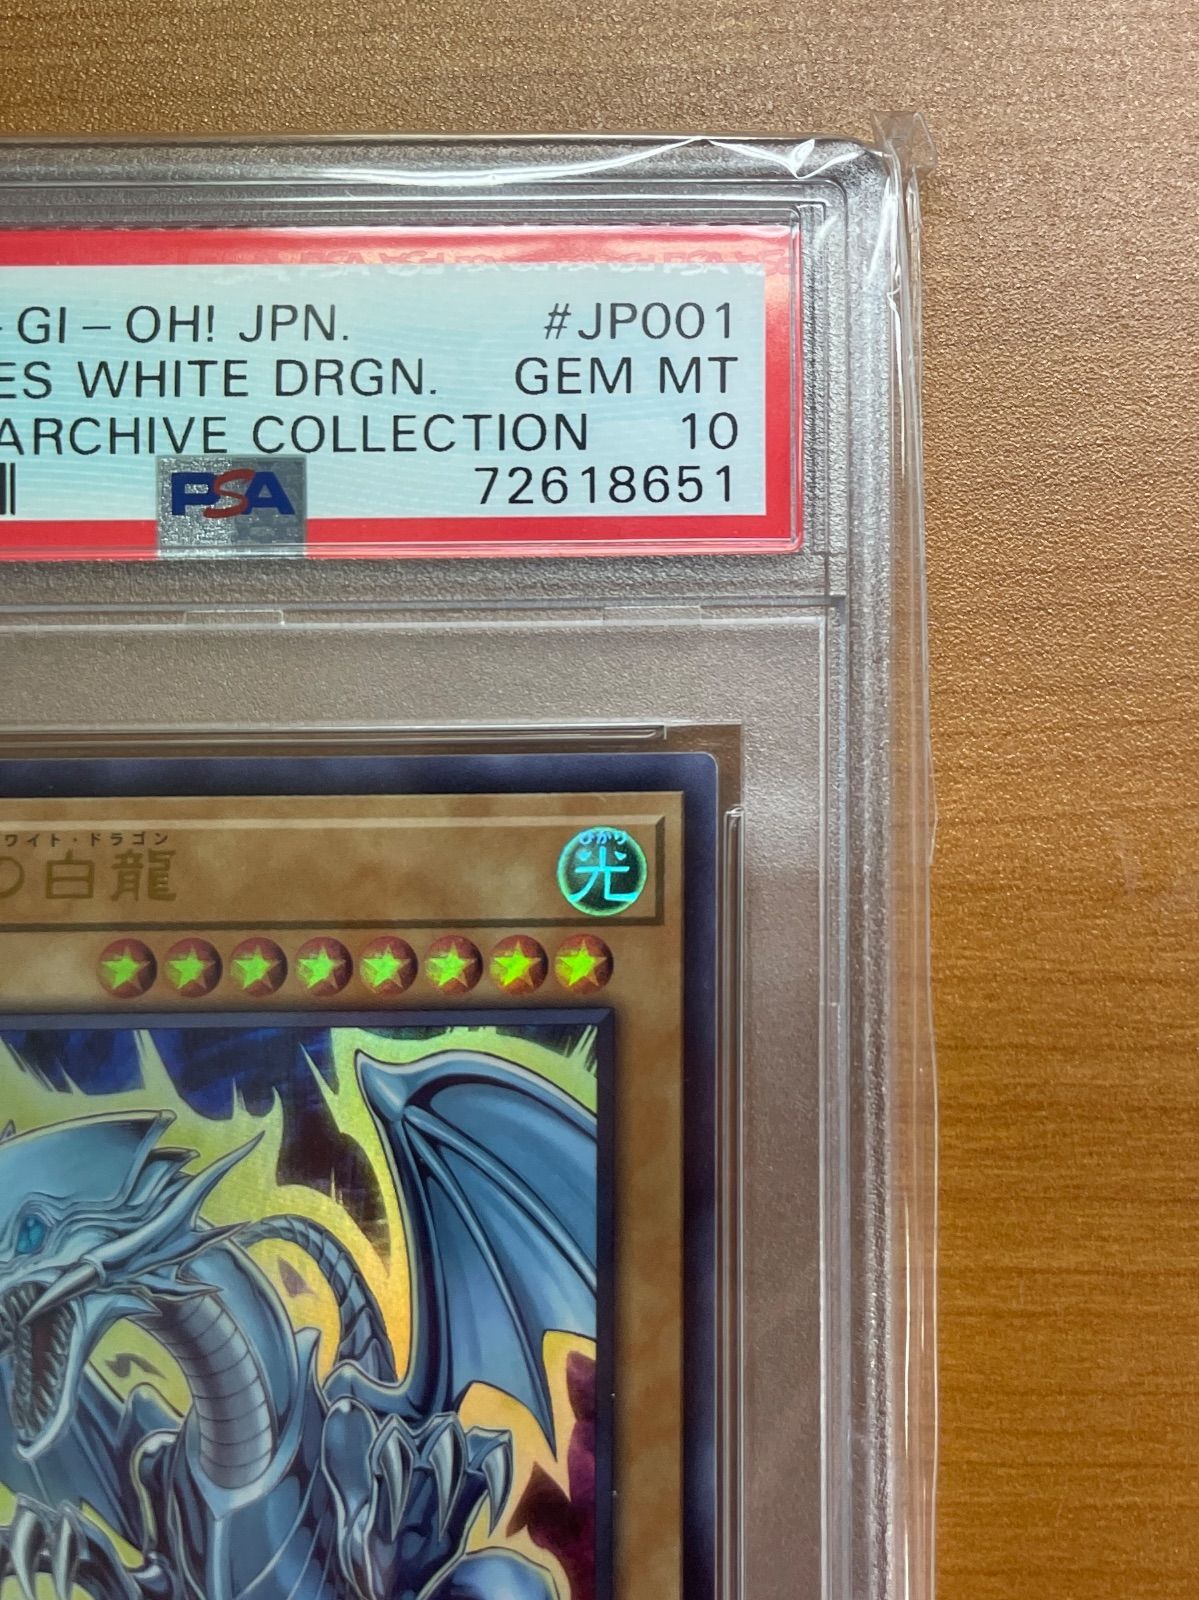 -GI-OH! JPN. #JP001
ES WHITE DRGN. GEM MT
ARCHIVE COLLECTION 10
PSA 72618651
ワイト・ドラゴン
の白龍
ひかり
光